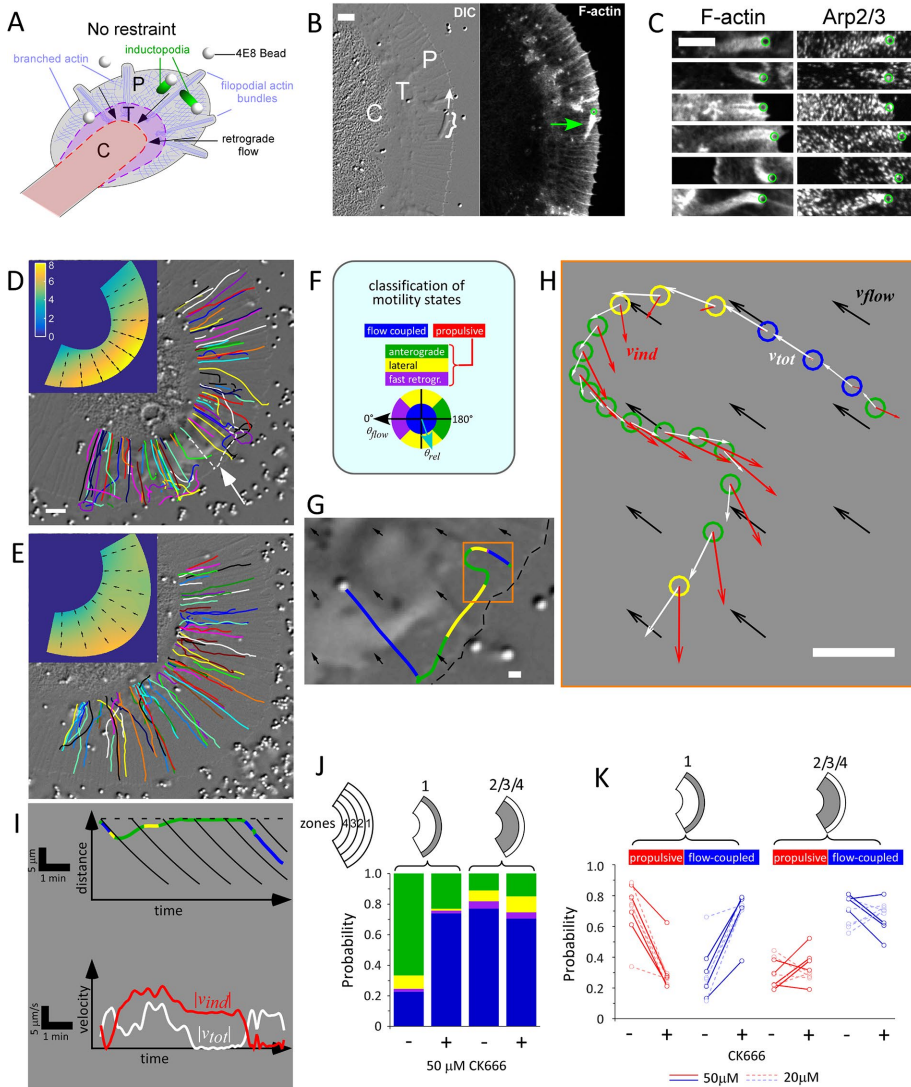 A
No restraint
4E8 Bead
inductopodia
branched actin
filopodial actin
bundles
P
T
C
retrograde
flow
B
DIC
F-actin
P
T
C
C
F-actin
Arp2/3
D
8
6
4
2
0
E
F
classification of
motility states
flow coupled
propulsive
anterograde
lateral
fast retrogr.
0°
180°
θflow
θrel
G
H
vflow
vind
vtot
I
5 μm
1 min
distance
time
5 μm/s
1 min
velocity
|vind|
|vtot|
time
J
zones 4321
1
2/3/4
Probability
1.0
0.8
0.6
0.4
0.2
0
- + - +
50 μM CK666
K
1
2/3/4
propulsive flow-coupled propulsive flow-coupled
Probability
1.0
0.8
0.6
0.4
0.2
0
- + - + - + - +
CK666
50μM 20μM